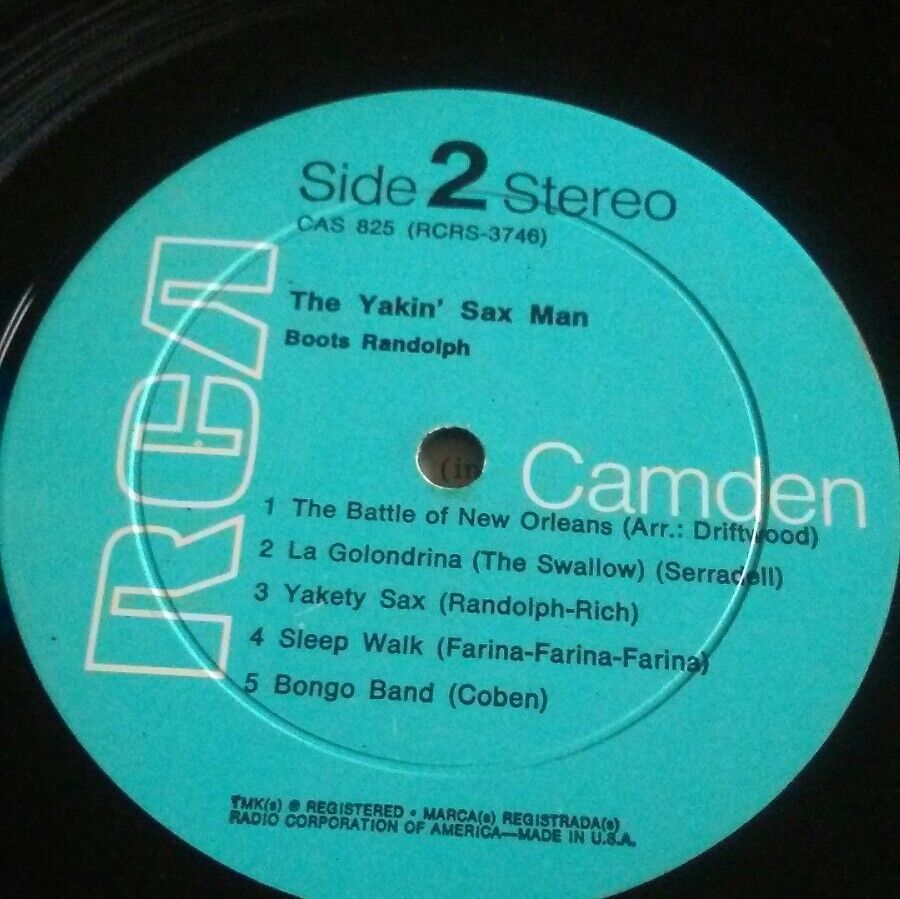 Side 2 Stereo
CAS 825 (RCRS-3746)
The Yakin' Sax Man
Boots Randolph
RCA
(in
Camden
1 The Battle of New Orleans (Arr.: Driftwood)
2 La Golondrina (The Swallow) (Serradell)
3 Yakety Sax (Randolph-Rich)
4 Sleep Walk (Farina-Farina-Farina)
5 Bongo Band (Coben)
TMK(s) ® REGISTERED • MARCA(s) REGISTRADA(s)
RADIO CORPORATION OF AMERICA—MADE IN U.S.A.